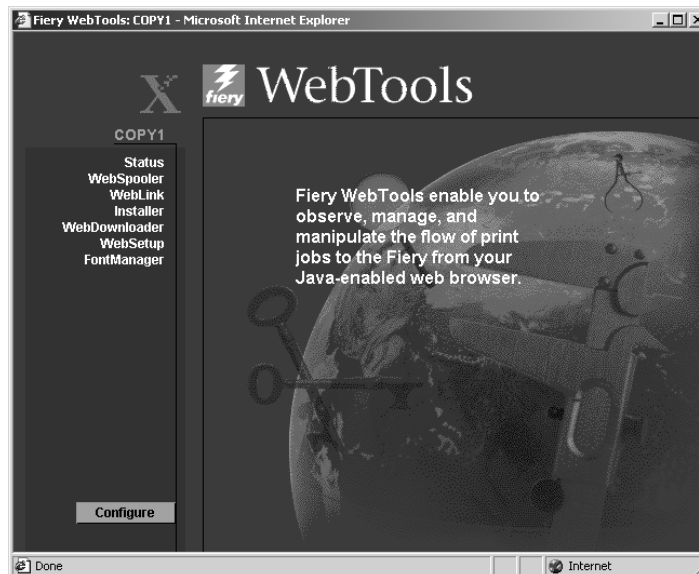 Fiery WebTools: COPY1 - Microsoft Internet Explorer
X
fiery
WebTools
COPY1
Status
WebSpooler
WebLink
Installer
WebDownloader
WebSetup
FontManager
Fiery WebTools enable you to
observe, manage, and
manipulate the flow of print
jobs to the Fiery from your
Java-enabled web browser.
Configure
Done
Internet